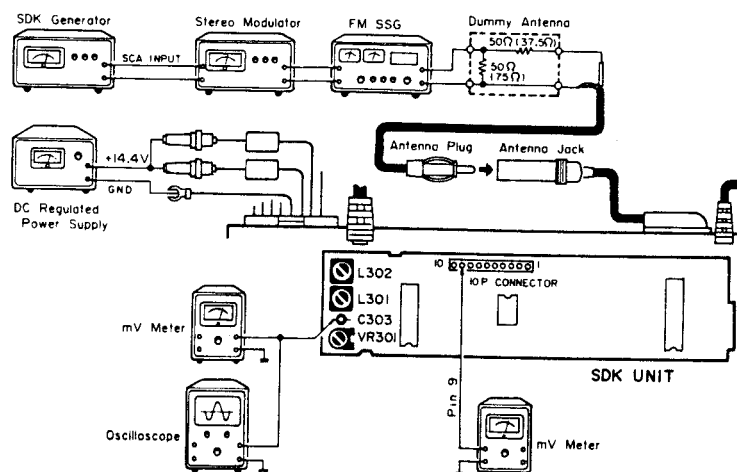 SDK Generator
Stereo Modulator
FM SSG
Dummy Antenna
SCA INPUT
50Ω(37.5Ω)
50Ω
(75Ω)
+14.4V
GND
DC Regulated
Power Supply
Antenna Plug
Antenna Jack
L302
L301
C303
VR301
10
1
10P CONNECTOR
SDK UNIT
mV Meter
Oscilloscope
Pin 9
mV Meter